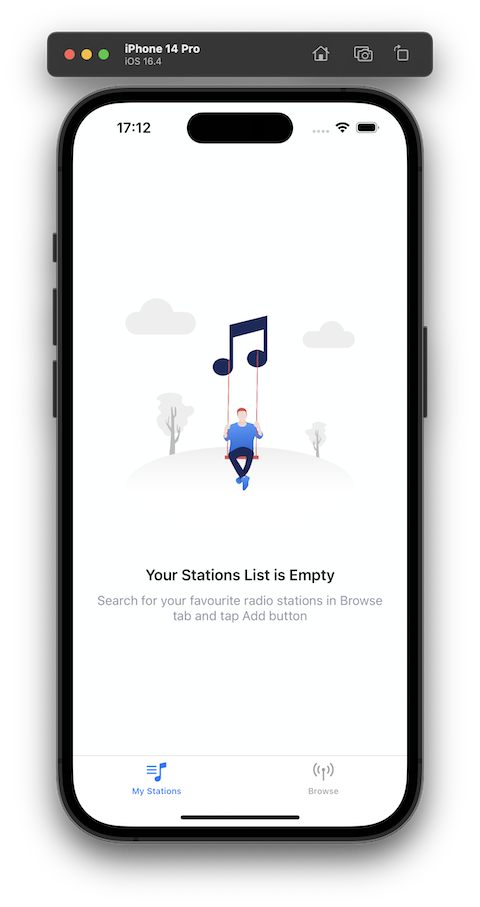 iPhone 14 Pro
iOS 16.4
17:12
Your Stations List is Empty
Search for your favourite radio stations in Browse
tab and tap Add button
My Stations
Browse